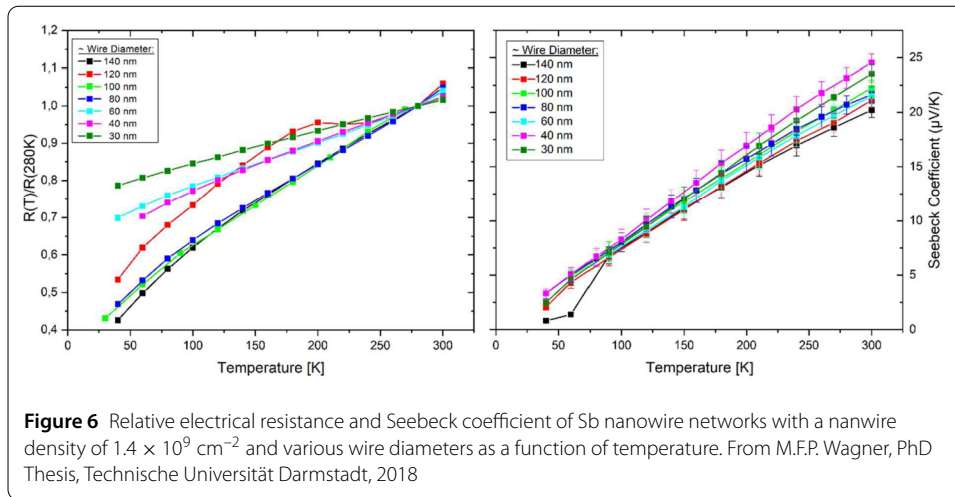 1,2
1,1
1,0
0,9
0,8
0,7
0,6
0,5
0,4
R(T)/R(280K)
~ Wire Diameter:
140 nm
120 nm
100 nm
80 nm
60 nm
40 nm
30 nm
0 50 100 150 200 250 300
Temperature [K]
~ Wire Diameter:
140 nm
120 nm
100 nm
80 nm
60 nm
40 nm
30 nm
25
20
15
10
5
0
Seebeck Coefficient (µV/K)
0 50 100 150 200 250 300
Temperature [K]
Figure 6 Relative electrical resistance and Seebeck coefficient of Sb nanowire networks with a nanwire
density of 1.4 × 10⁹ cm⁻² and various wire diameters as a function of temperature. From M.F.P. Wagner, PhD
Thesis, Technische Universität Darmstadt, 2018